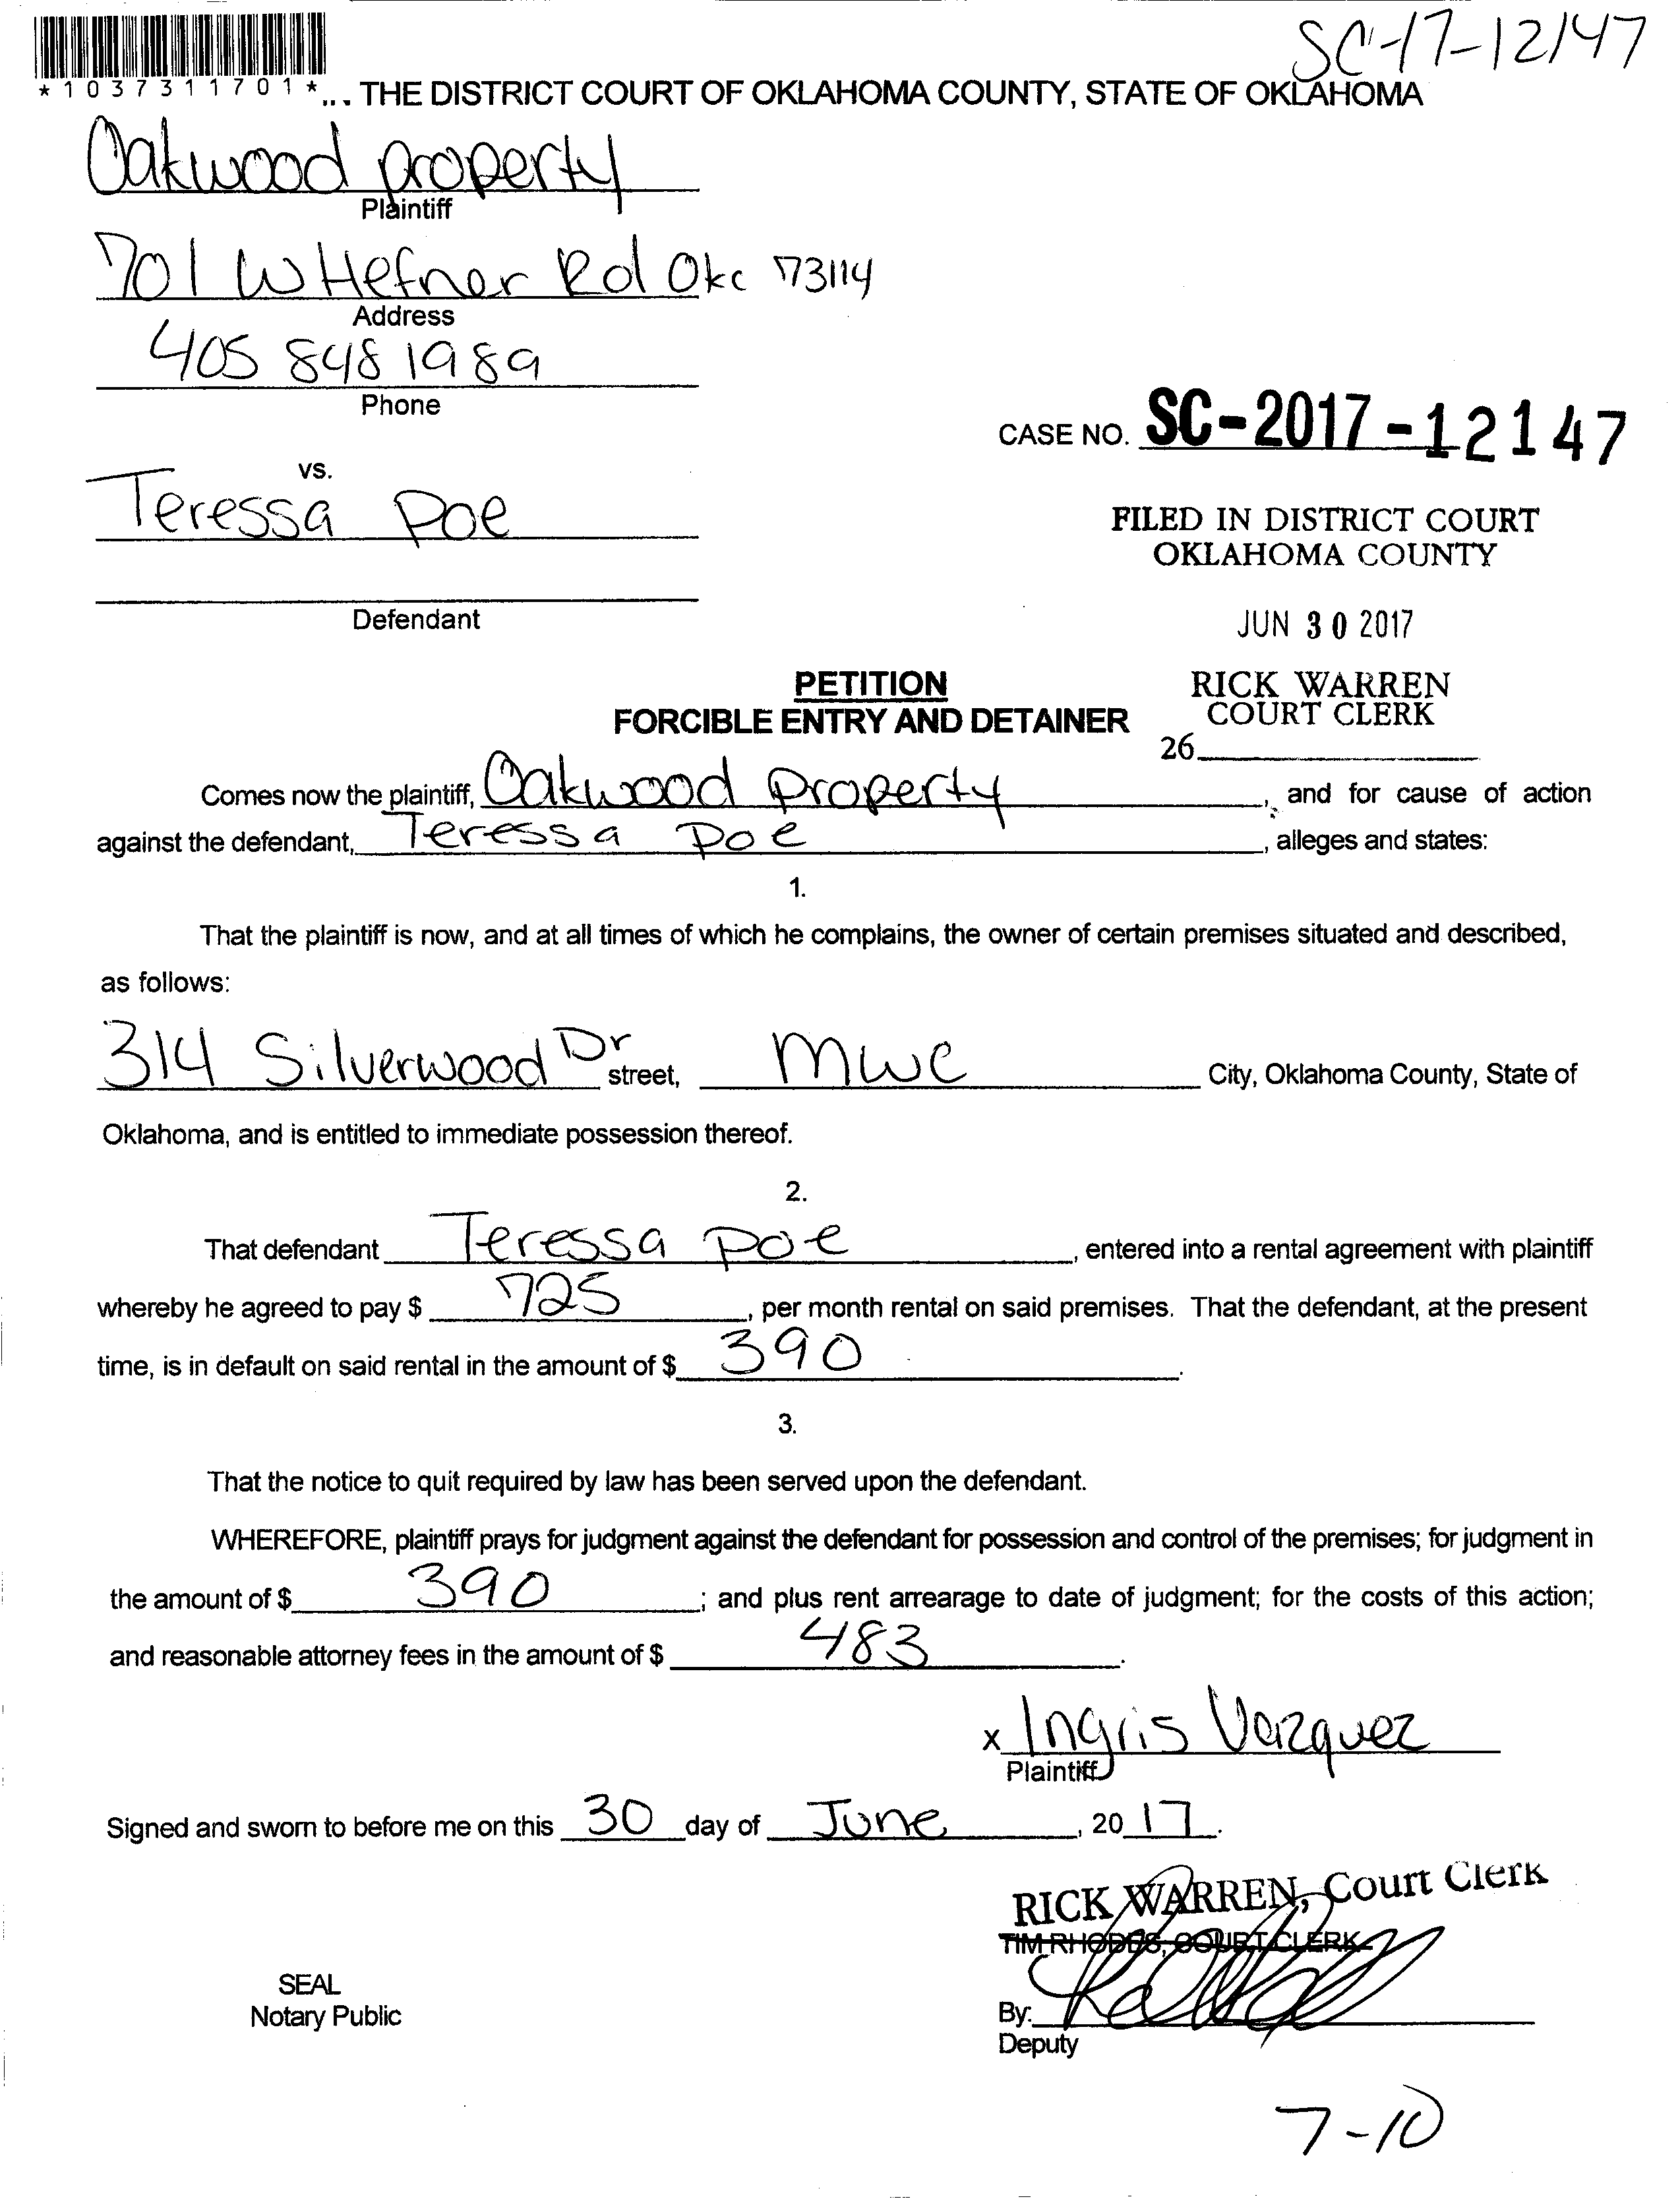 SC-17-12147
*1037311701*
THE DISTRICT COURT OF OKLAHOMA COUNTY, STATE OF OKLAHOMA
Oakwood property
Plaintiff
701 W Hefner Rd Okc 73114
Address
405 848 1989
Phone
CASE NO. SC-2017-12147
vs.
Teressa Poe
FILED IN DISTRICT COURT
OKLAHOMA COUNTY
Defendant
JUN 30 2017
PETITION
FORCIBLE ENTRY AND DETAINER
RICK WARREN
COURT CLERK
26
Comes now the plaintiff, Oakwood Property, and for cause of action
against the defendant, Teressa Poe, alleges and states:
1.
That the plaintiff is now, and at all times of which he complains, the owner of certain premises situated and described,
as follows:
314 Silverwood Dr street, MWC City, Oklahoma County, State of
Oklahoma, and is entitled to immediate possession thereof.
2.
That defendant Teressa Poe, entered into a rental agreement with plaintiff
whereby he agreed to pay $ 725, per month rental on said premises. That the defendant, at the present
time, is in default on said rental in the amount of $ 390.
3.
That the notice to quit required by law has been served upon the defendant.
WHEREFORE, plaintiff prays for judgment against the defendant for possession and control of the premises; for judgment in
the amount of $ 390; and plus rent arrearage to date of judgment; for the costs of this action;
and reasonable attorney fees in the amount of $ 483.
x Ingris Vazquez
Plaintiff
Signed and sworn to before me on this 30 day of June, 2017.
RICK WARREN, Court Clerk
TIM RHODES, COURT CLERK
SEAL
Notary Public
By:
Deputy
7-10